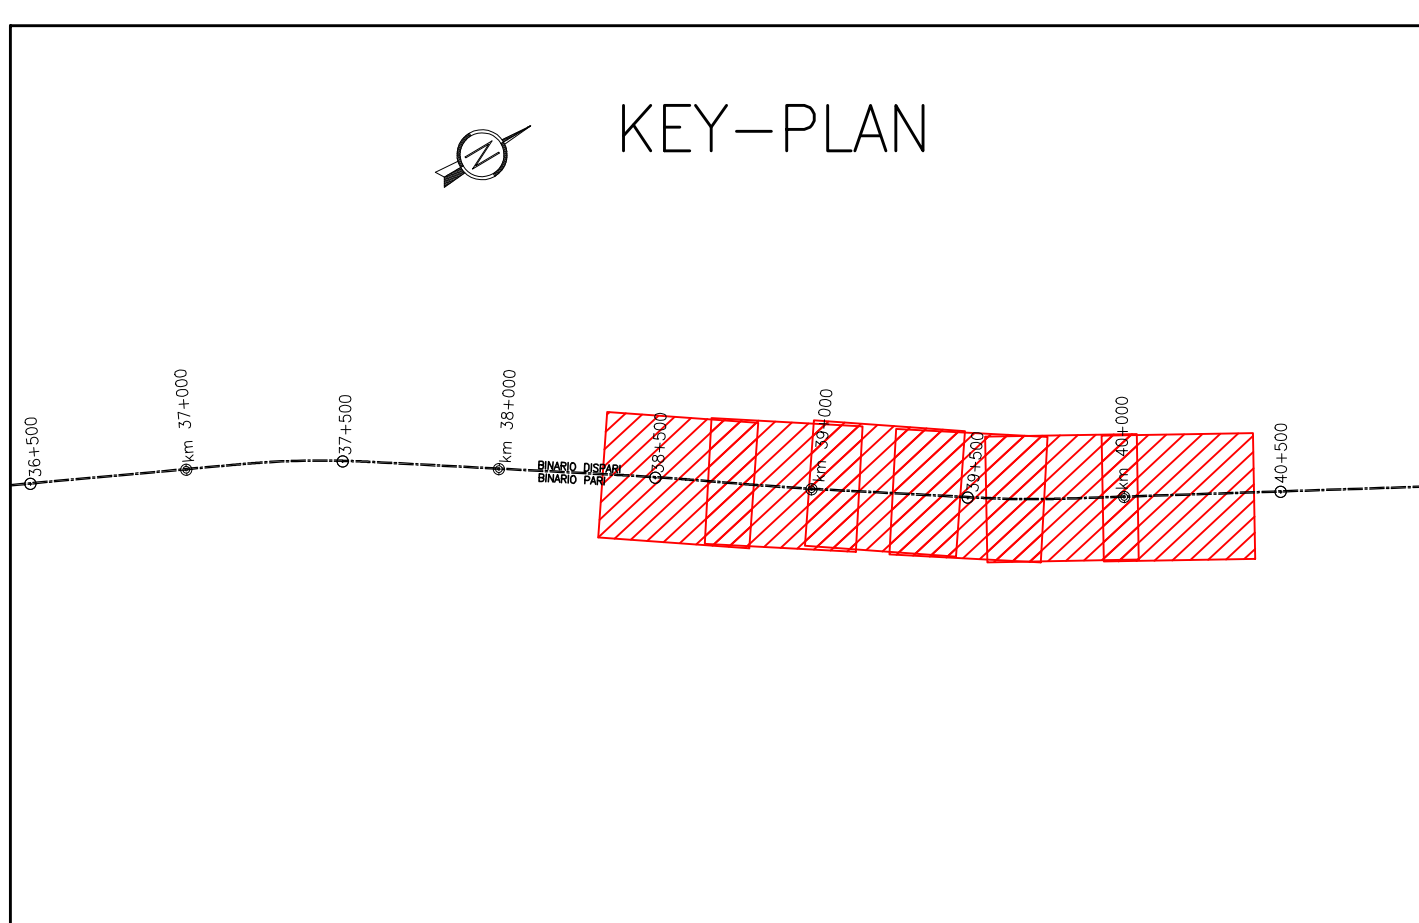 KEY-PLAN
N
36+500
km 37+000
37+500
km 38+000
BINARIO DISPARI
BINARIO PARI
38+500
km 39+000
39+500
km 40+000
40+500